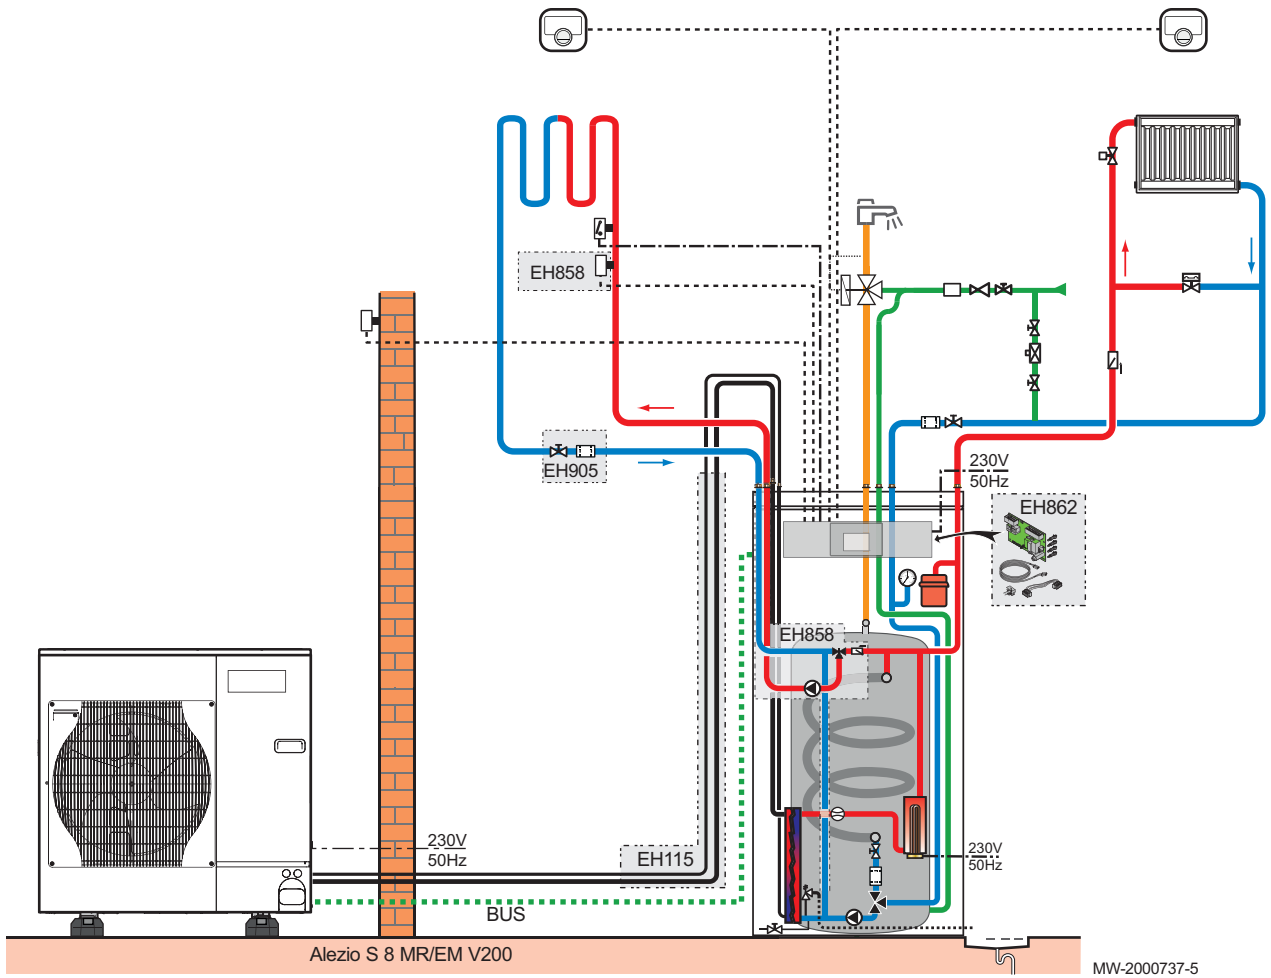 EH858
EH905
230V
50Hz
EH862
EH858
230V
50Hz
EH115
230V
50Hz
BUS
Alezio S 8 MR/EM V200
MW-2000737-5